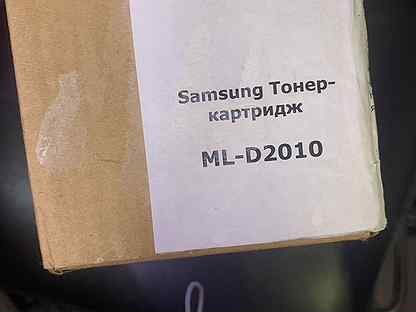 Samsung Тонер-
картридж
ML-D2010